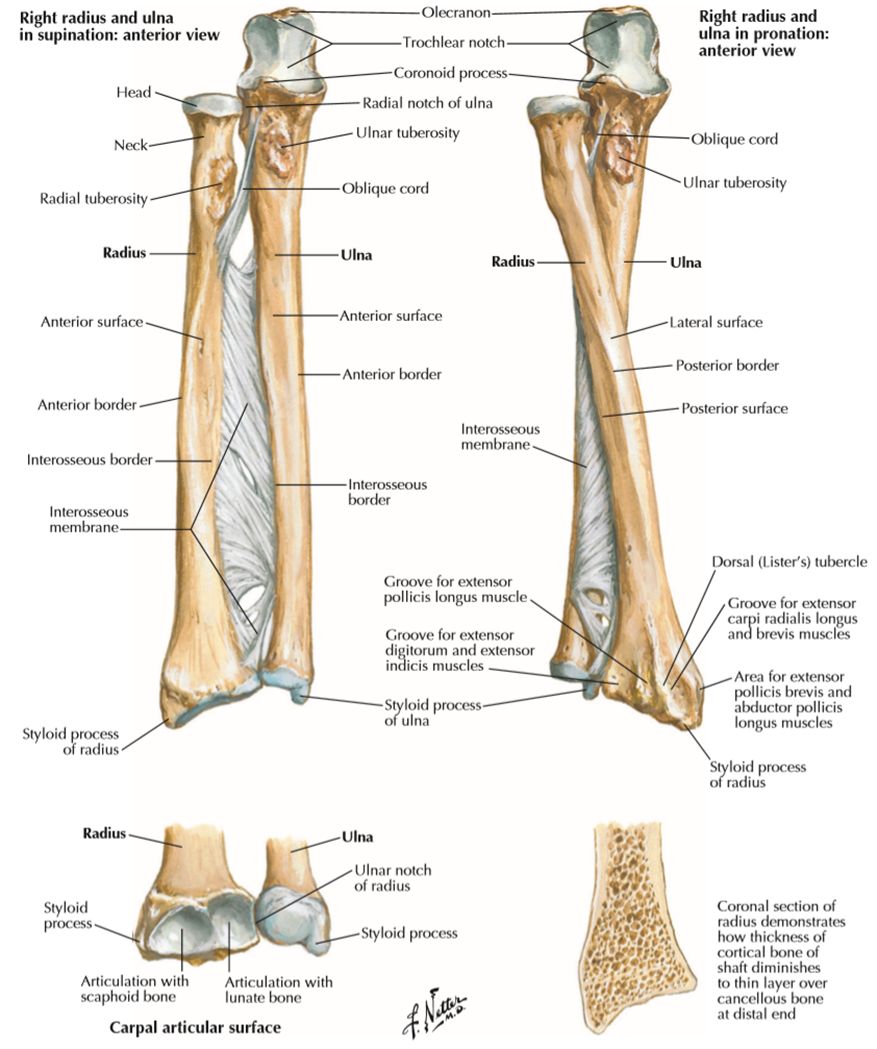 Right radius and ulna
in supination: anterior view
Olecranon
Trochlear notch
Coronoid process
Head
Radial notch of ulna
Neck
Ulnar tuberosity
Radial tuberosity
Oblique cord
Radius
Ulna
Anterior surface
Anterior surface
Anterior border
Anterior border
Interosseous border
Interosseous
border
Interosseous
membrane
Styloid process
of radius
Styloid process
of ulna
Right radius and
ulna in pronation:
anterior view
Oblique cord
Ulnar tuberosity
Radius
Ulna
Lateral surface
Posterior border
Posterior surface
Interosseous
membrane
Groove for extensor
pollicis longus muscle
Groove for extensor
digitorum and extensor
indicis muscles
Dorsal (Lister's) tubercle
Groove for extensor
carpi radialis longus
and brevis muscles
Area for extensor
pollicis brevis and
abductor pollicis
longus muscles
Styloid process
of radius
Radius
Ulna
Ulnar notch
of radius
Styloid
process
Styloid process
Articulation with
scaphoid bone
Articulation with
lunate bone
Carpal articular surface
F. Netter
M.D.
Coronal section of
radius demonstrates
how thickness of
cortical bone of
shaft diminishes
to thin layer over
cancellous bone
at distal end